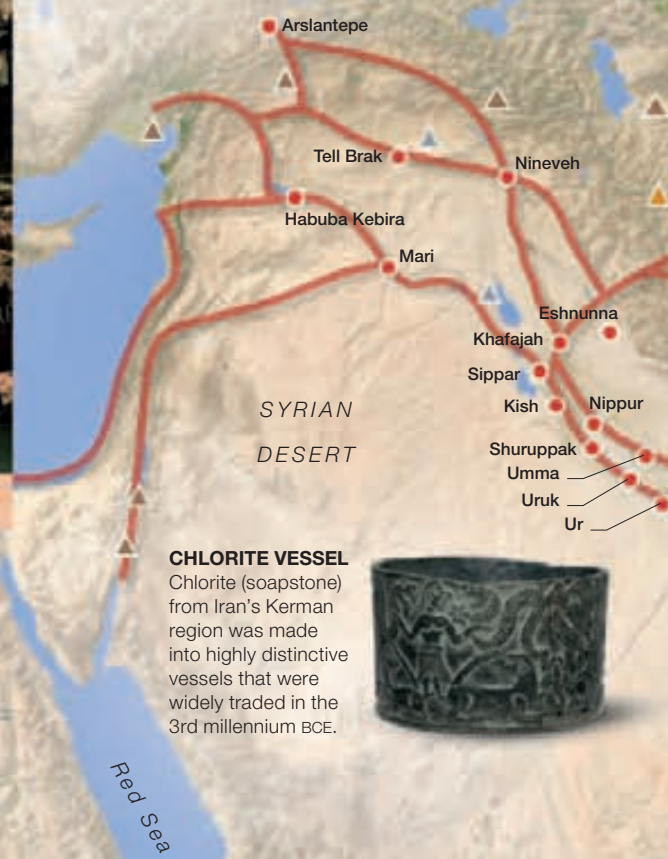 Arslantepe
Tell Brak
Nineveh
Habuba Kebira
Mari
Eshnunna
Khafajah
Sippar
Kish
Nippur
Shuruppak
Umma
Uruk
Ur
SYRIAN
DESERT
CHLORITE VESSEL
Chlorite (soapstone)
from Iran's Kerman
region was made
into highly distinctive
vessels that were
widely traded in the
3rd millennium BCE.
Red Sea